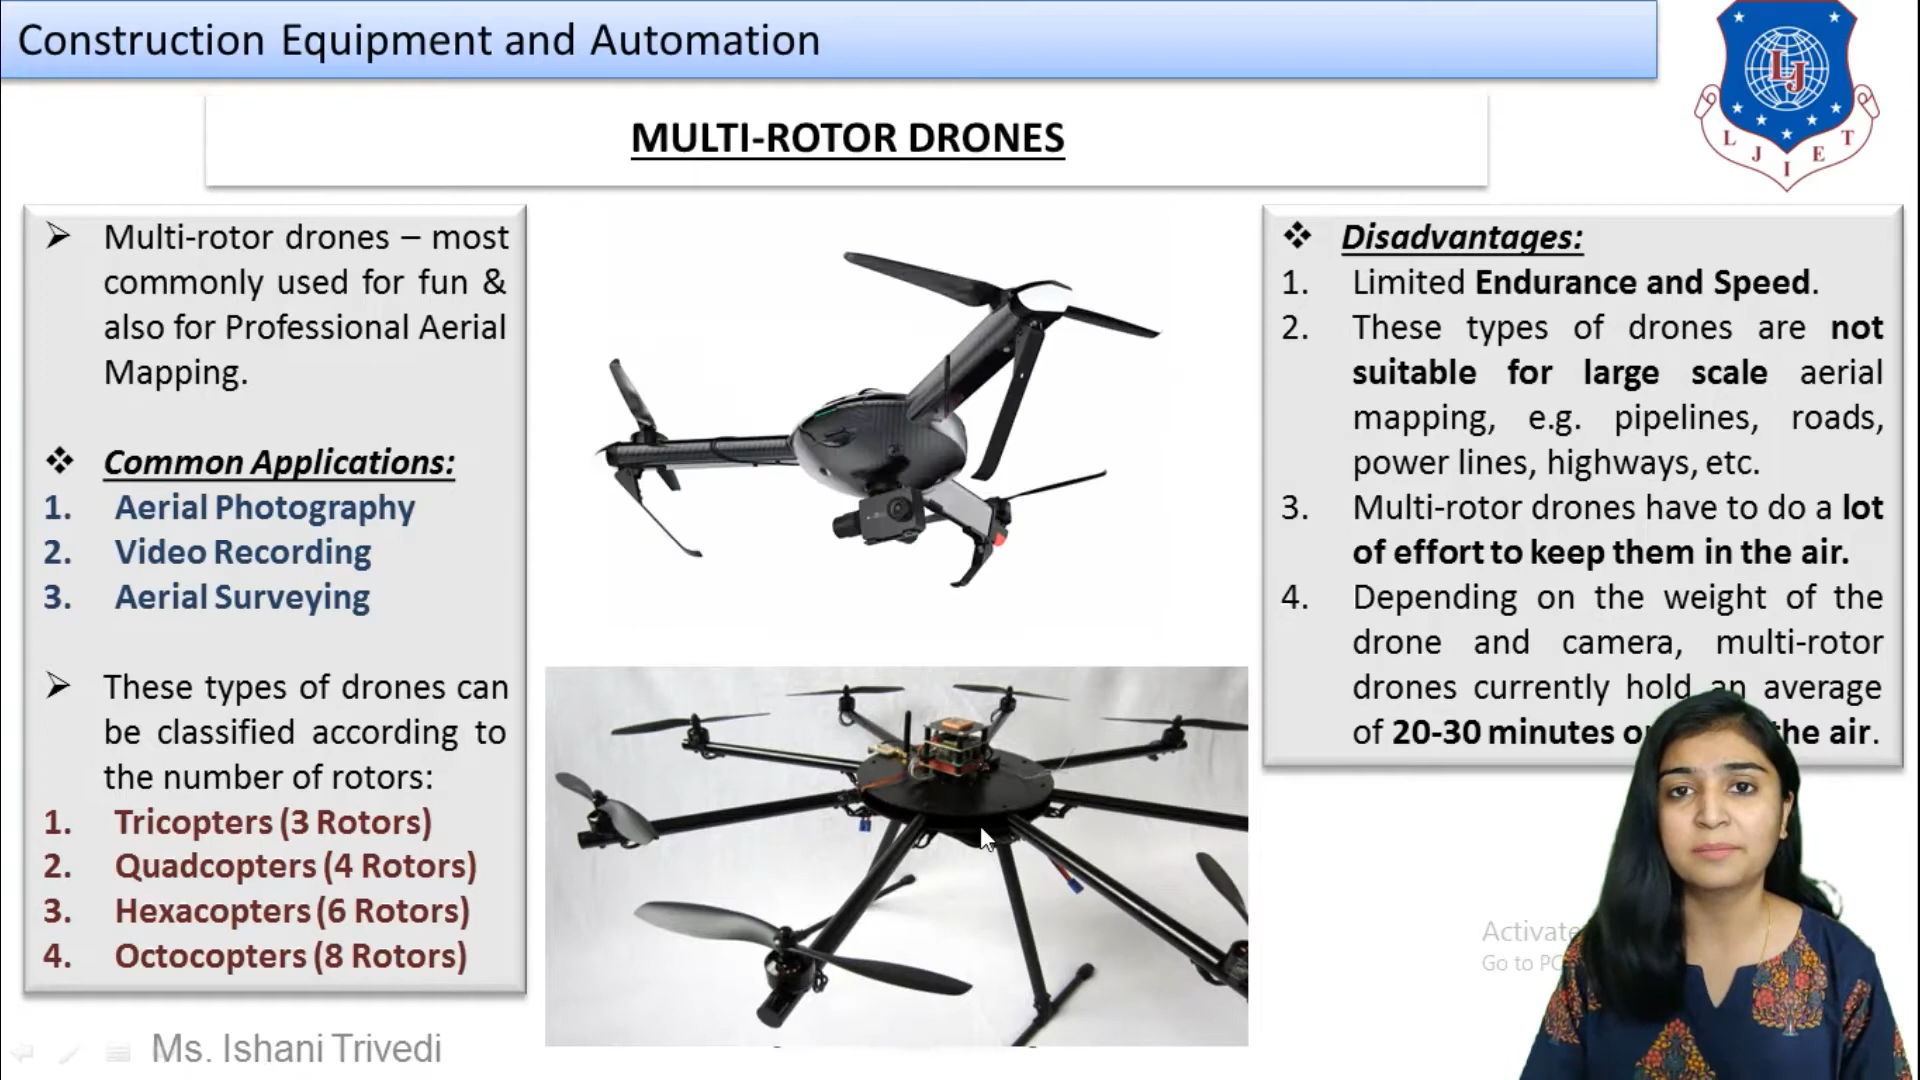 Construction Equipment and Automation
LJ
L J I E T
MULTI-ROTOR DRONES
➢ Multi-rotor drones – most
commonly used for fun &
also for Professional Aerial
Mapping.
❖ Common Applications:
1. Aerial Photography
2. Video Recording
3. Aerial Surveying
➢ These types of drones can
be classified according to
the number of rotors:
1. Tricopters (3 Rotors)
2. Quadcopters (4 Rotors)
3. Hexacopters (6 Rotors)
4. Octocopters (8 Rotors)
❖ Disadvantages:
1. Limited Endurance and Speed.
2. These types of drones are not
suitable for large scale aerial
mapping, e.g. pipelines, roads,
power lines, highways, etc.
3. Multi-rotor drones have to do a lot
of effort to keep them in the air.
4. Depending on the weight of the
drone and camera, multi-rotor
drones currently hold an average
of 20-30 minutes the air.
Activate
Go to PC
Ms. Ishani Trivedi